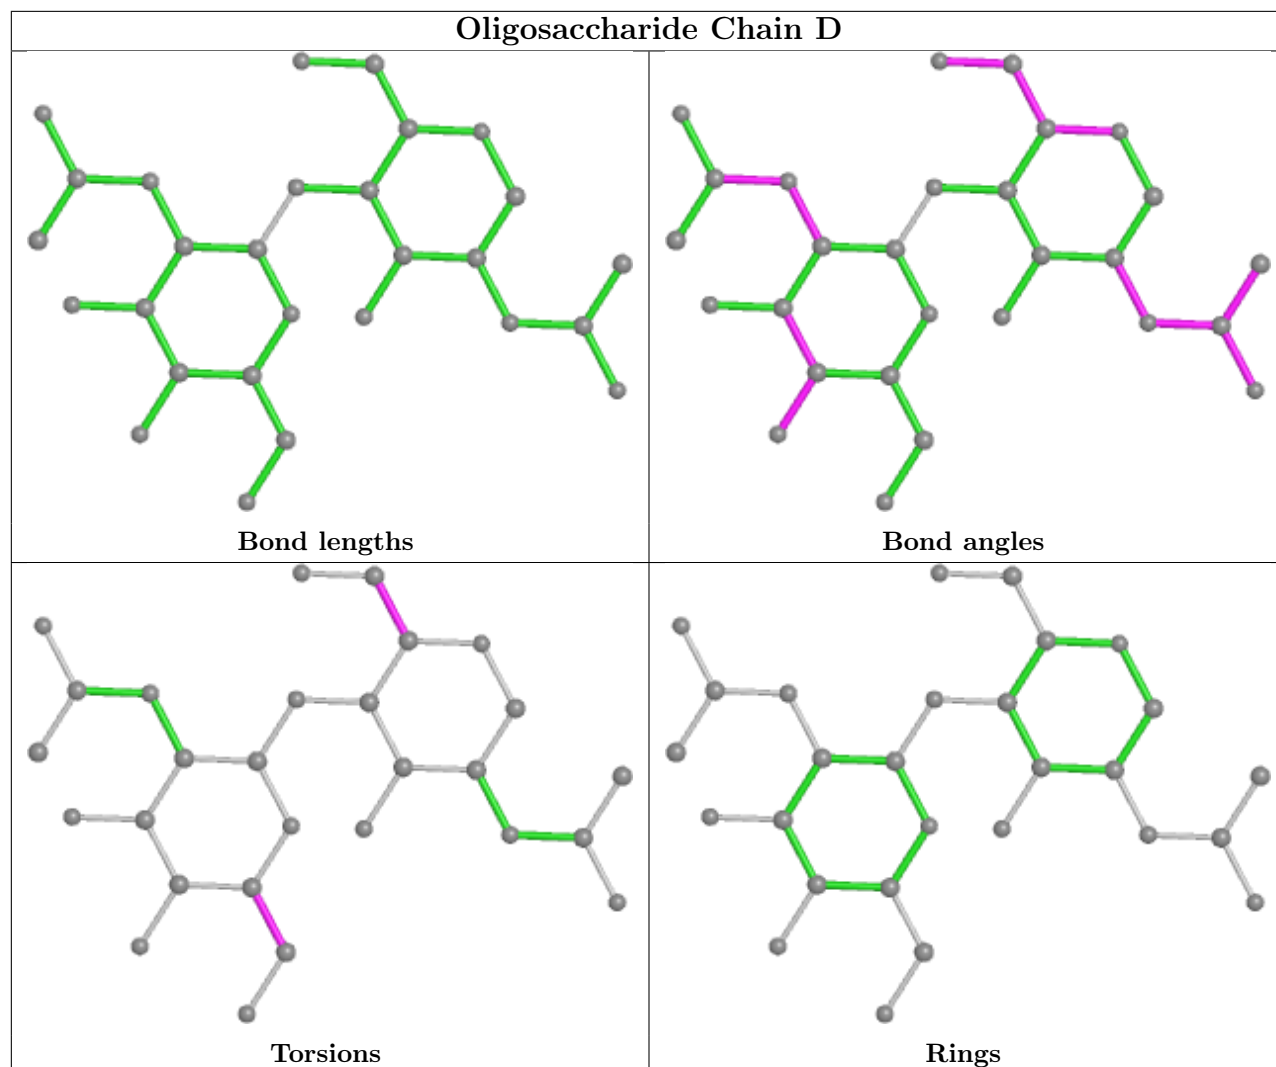 Oligosaccharide Chain D
Bond lengths
Bond angles
Torsions
Rings